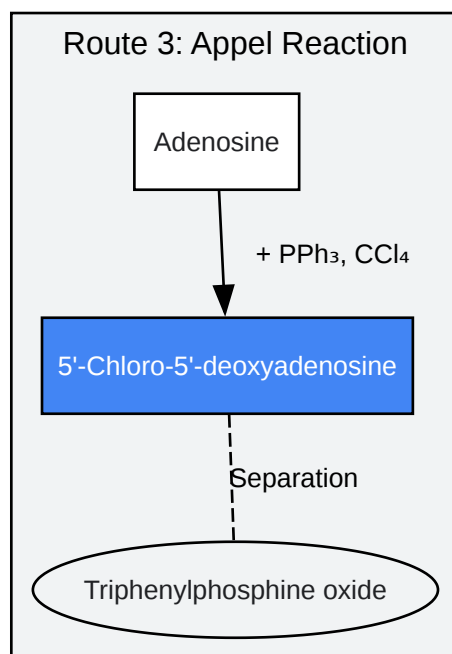 Route 3: Appel Reaction
Adenosine
+ PPh₃, CCl₄
5'-Chloro-5'-deoxyadenosine
Separation
Triphenylphosphine oxide